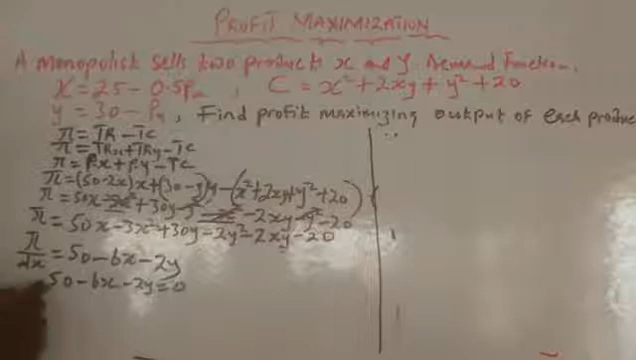 PROFIT MAXIMIZATION
A monopolist sells two products x and y Demand Function.
X = 25 - 0.5Px , C = x² + 2xy + y² + 20
y = 30 - Py , Find profit maximizing output of each produc
π = TR - TC
π = TRx + TRy - TC
π = Px + Py - TC
π = (50 - 2x)x + (30 - y)y - (x² + 2xy + y² + 20)
π = 50x - 2x² + 30y - y² - x² - 2xy - y² - 20
π = 50x - 3x² + 30y - 2y² - 2xy - 20
π/dx = 50 - 6x - 2y
50 - 6x - 2y = 0